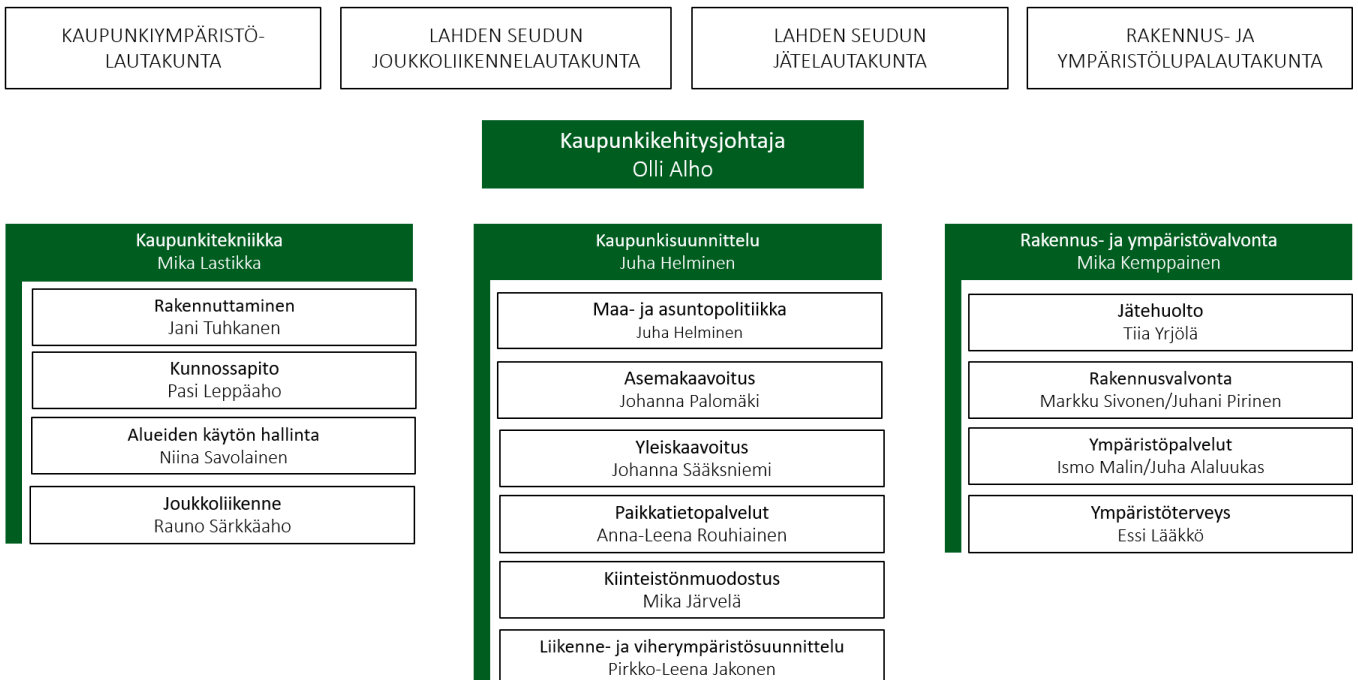 KAUPUNKIYMPÄRISTÖ-
LAUTAKUNTA
LAHDEN SEUDUN
JOUKKOLIIKENNELAUTAKUNTA
LAHDEN SEUDUN
JÄTELAUTAKUNTA
RAKENNUS- JA
YMPÄRISTÖLUPALAUTAKUNTA
Kaupunkikehitysjohtaja
Olli Alho
Kaupunkitekniikka
Mika Lastikka
Rakennuttaminen
Jani Tuhkanen
Kunnossapito
Pasi Leppäaho
Alueiden käytön hallinta
Niina Savolainen
Joukkoliikenne
Rauno Särkkäaho
Kaupunkisuunnittelu
Juha Helminen
Maa- ja asuntopolitiikka
Juha Helminen
Asemakaavoitus
Johanna Palomäki
Yleiskaavoitus
Johanna Sääksniemi
Paikkatietopalvelut
Anna-Leena Rouhiainen
Kiinteistönmuodostus
Mika Järvelä
Liikenne- ja viherympäristösuunnittelu
Pirkko-Leena Jakonen
Rakennus- ja ympäristövalvonta
Mika Kemppainen
Jätehuolto
Tiia Yrjölä
Rakennusvalvonta
Markku Sivonen/Juhani Pirinen
Ympäristöpalvelut
Ismo Malin/Juha Alaluukas
Ympäristöterveys
Essi Lääkkö